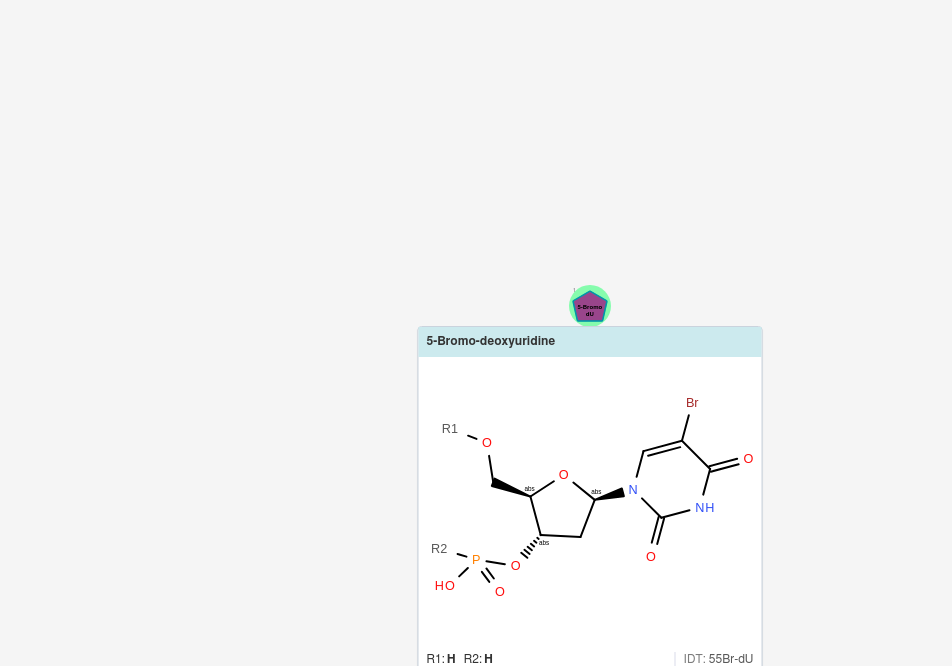 5-Bromo
dU
5-Bromo-deoxyuridine
Br
R1
O
O
O
abs
abs
N
NH
abs
R2
P
O
O
HO
O
R1: H R2: H
IDT: 55Br-dU